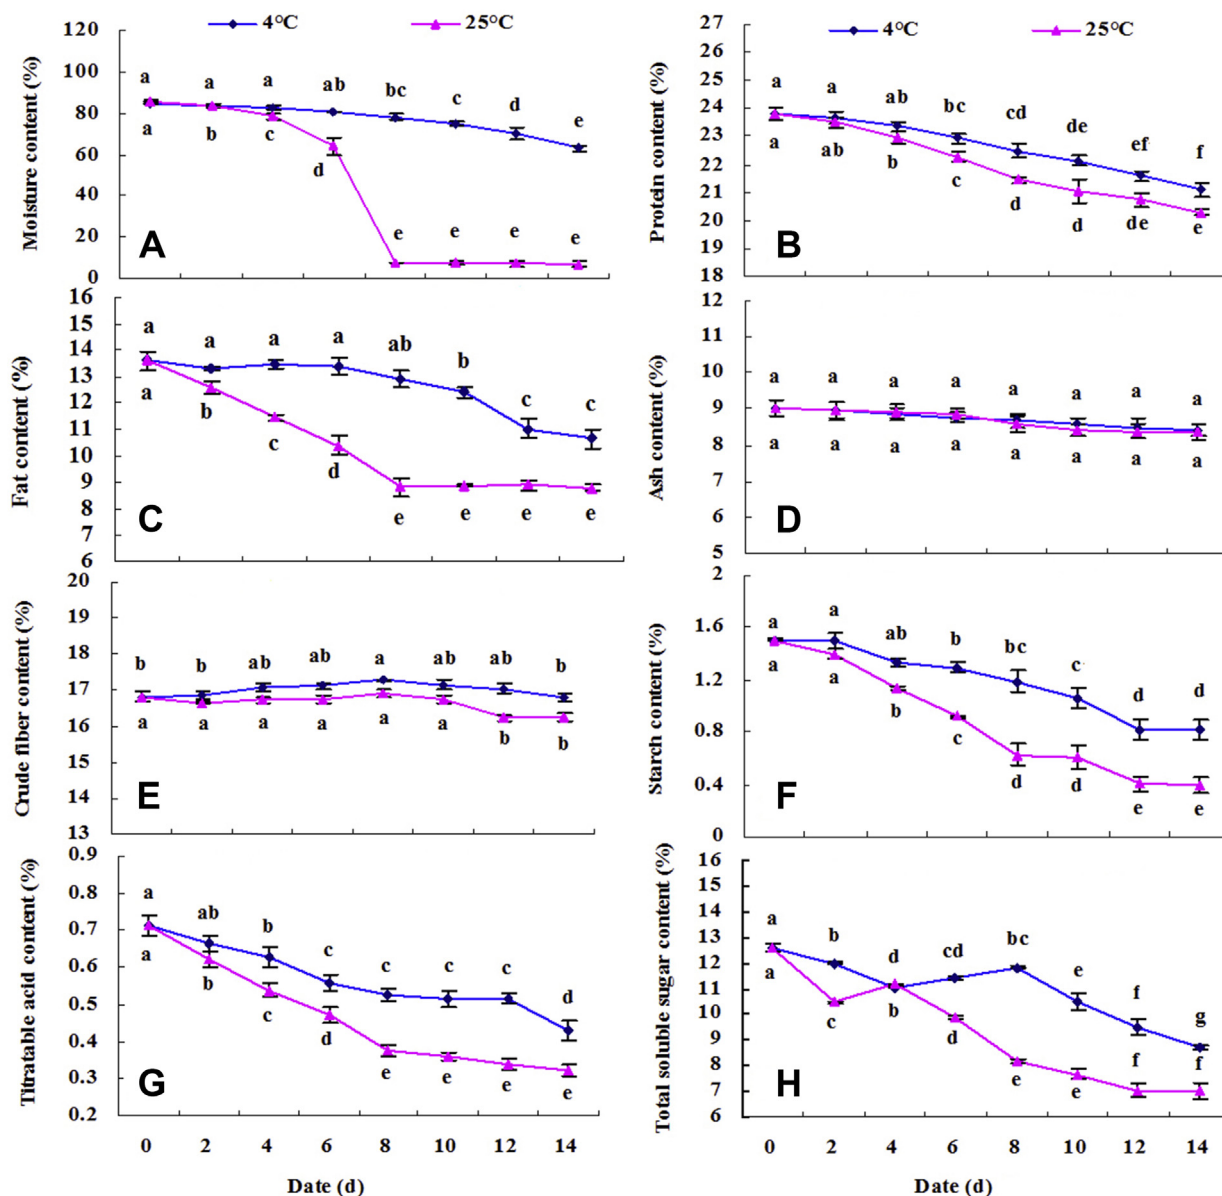 4°C 25°C
Moisture content (%)
120
100
80
60
40
20
0
a a a ab bc c d e
a b c d e e e e
A
4°C 25°C
Protein content (%)
27
26
25
24
23
22
21
20
19
18
a a ab bc cd de ef f
a ab b c d d de e
B
Fat content (%)
16
15
14
13
12
11
10
9
8
7
6
a a a a ab b c c
a b c d e e e e
C
Ash content (%)
12
11
10
9
8
7
6
5
a a a a a a a a
a a a a a a a a
D
Crude fiber content (%)
20
19
18
17
16
15
14
13
b b ab ab a ab ab b
a a a a a a b b
E
Starch content (%)
2
1.6
1.2
0.8
0.4
0
a a ab b bc c d d
a a b c d d e e
F
Titratable acid content (%)
0.9
0.8
0.7
0.6
0.5
0.4
0.3
0.2
a ab b c c c c d
a b c d e e e e
G
0 2 4 6 8 10 12 14
Date (d)
Total soluble sugar content (%)
16
15
14
13
12
11
10
9
8
7
6
a b d cd bc e f g
a c b d e e f f
H
0 2 4 6 8 10 12 14
Date (d)